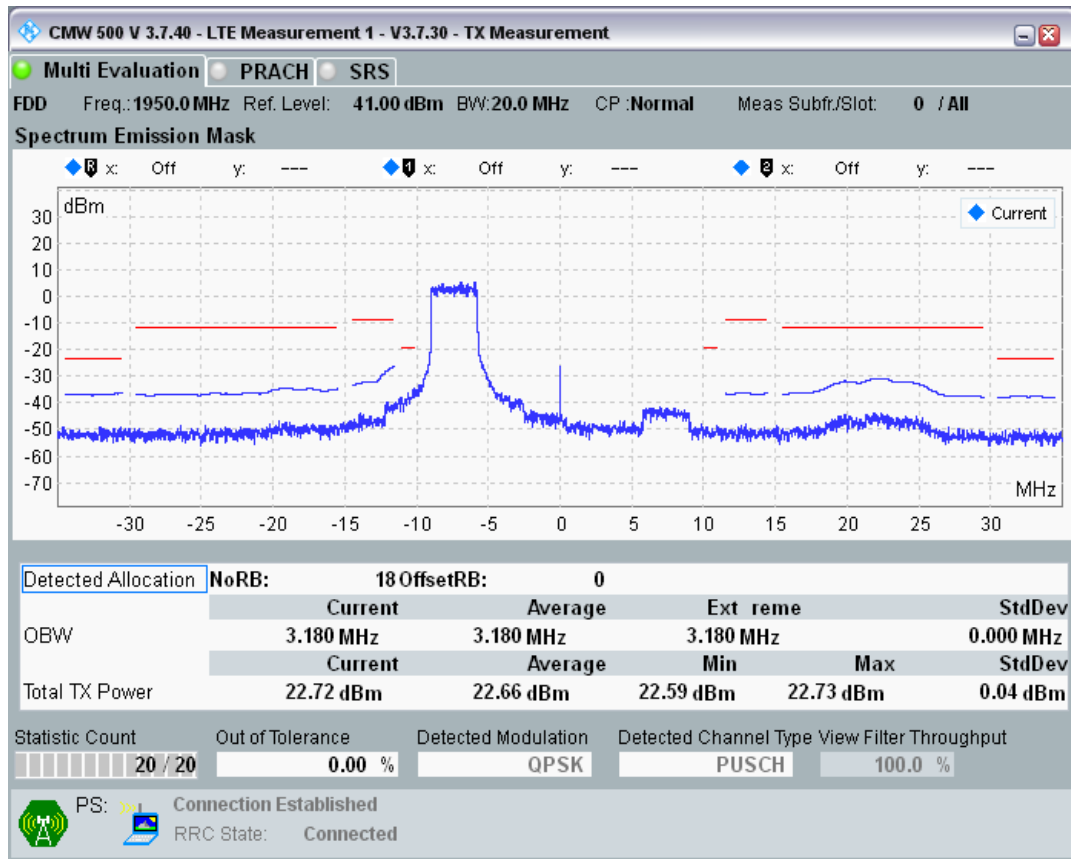 CMW 500 V 3.7.40 - LTE Measurement 1 - V3.7.30 - TX Measurement
Multi Evaluation PRACH SRS
FDD Freq.:1950.0 MHz Ref. Level: 41.00 dBm BW:20.0 MHz CP :Normal Meas Subfr./Slot: 0 / All
Spectrum Emission Mask
R x: Off y: --- 1 x: Off y: --- 2 x: Off y: ---
dBm
Current
30
20
10
0
-10
-20
-30
-40
-50
-60
-70
MHz
-30 -25 -20 -15 -10 -5 0 5 10 15 20 25 30
Detected Allocation NoRB: 18 OffsetRB: 0
Current Average Ext reme StdDev
OBW 3.180 MHz 3.180 MHz 3.180 MHz 0.000 MHz
Current Average Min Max StdDev
Total TX Power 22.72 dBm 22.66 dBm 22.59 dBm 22.73 dBm 0.04 dBm
Statistic Count Out of Tolerance Detected Modulation Detected Channel Type View Filter Throughput
20 / 20 0.00 % QPSK PUSCH 100.0 %
PS: Connection Established
RRC State: Connected